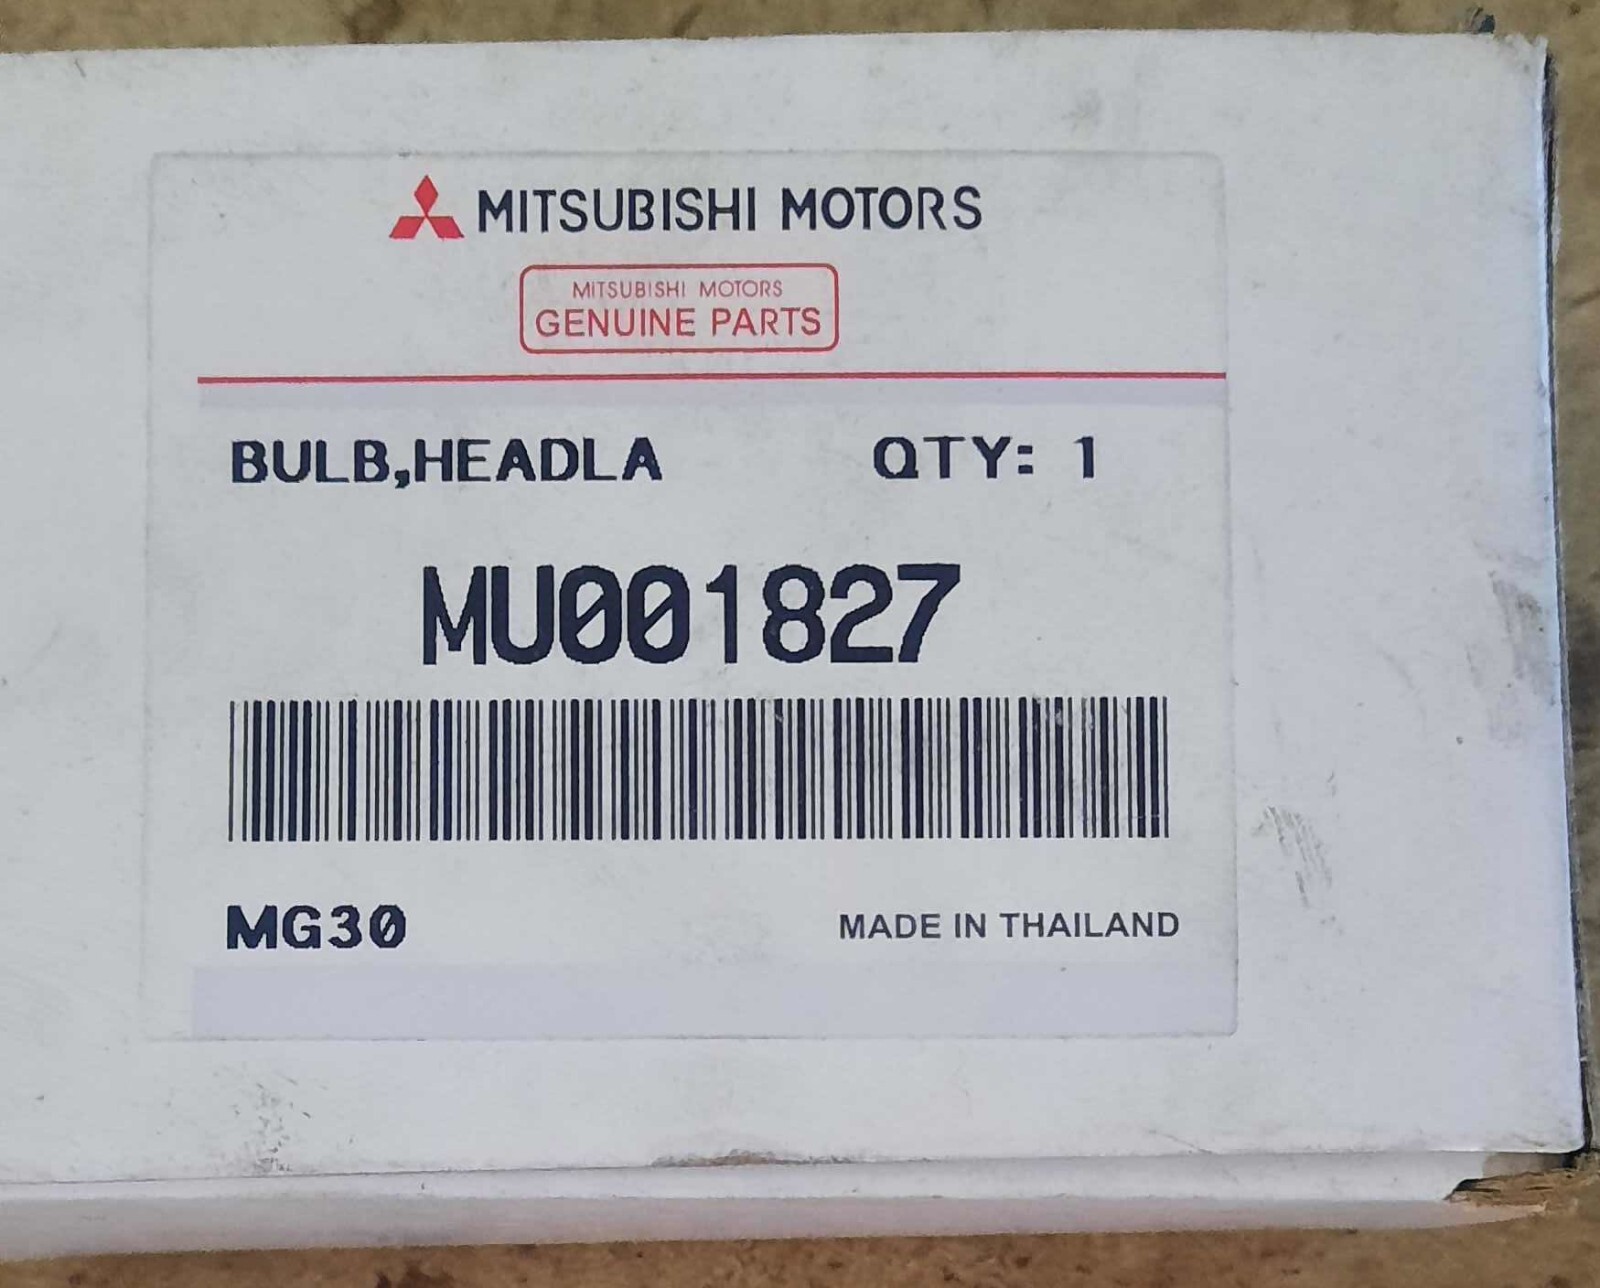 MITSUBISHI MOTORS
MITSUBISHI MOTORS
GENUINE PARTS
BULB,HEADLA QTY: 1
MU001827
MG30 MADE IN THAILAND